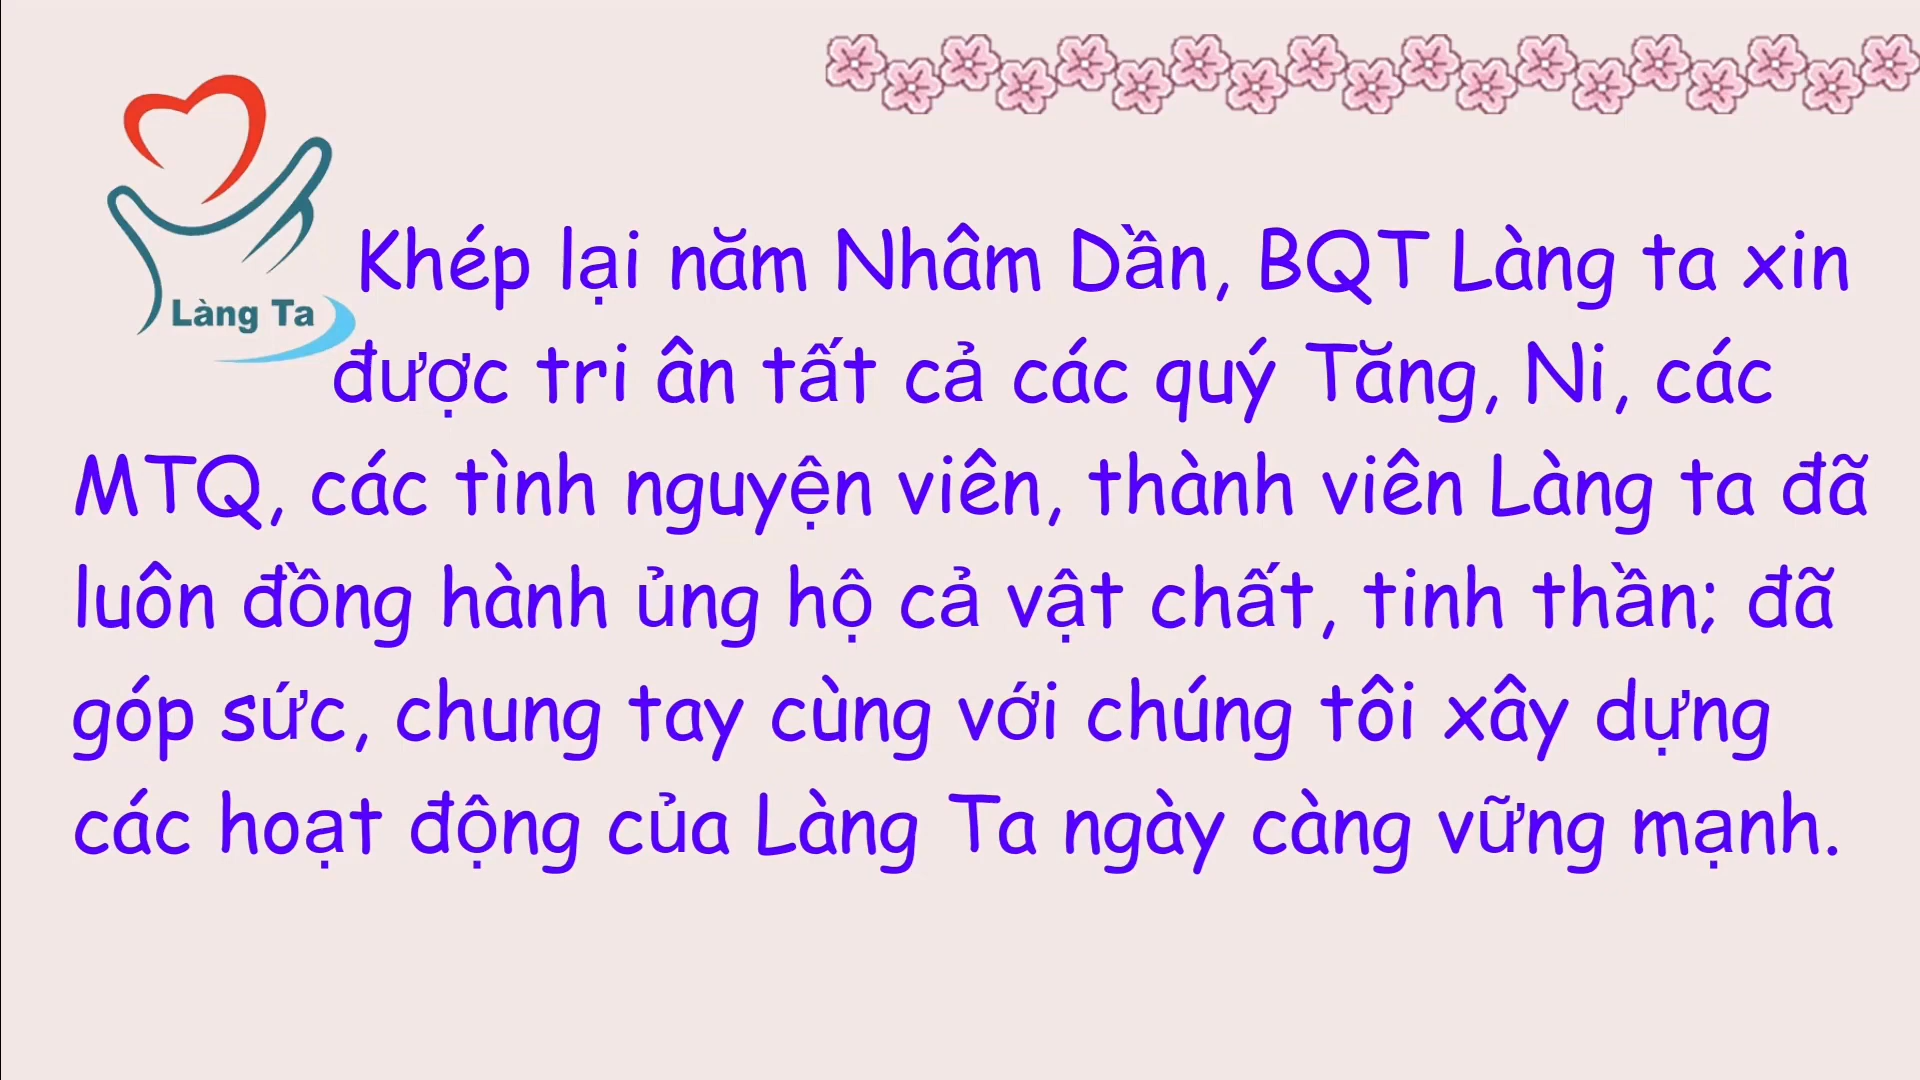 Làng Ta
Khép lại năm Nhâm Dần, BQT Làng ta xin
được tri ân tất cả các quý Tăng, Ni, các
MTQ, các tình nguyện viên, thành viên Làng ta đã
luôn đồng hành ủng hộ cả vật chất, tinh thần; đã
góp sức, chung tay cùng với chúng tôi xây dựng
các hoạt động của Làng Ta ngày càng vững mạnh.